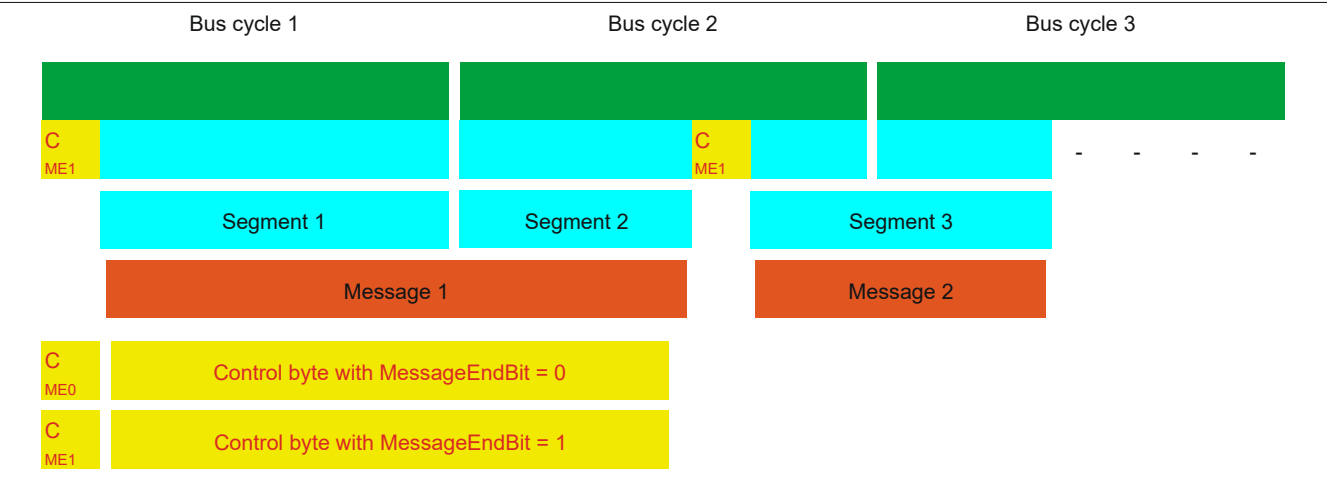 Bus cycle 1 Bus cycle 2 Bus cycle 3
C C
ME1 ME1
- - - -
Segment 1 Segment 2 Segment 3
Message 1 Message 2
C
ME0
Control byte with MessageEndBit = 0
C
ME1
Control byte with MessageEndBit = 1